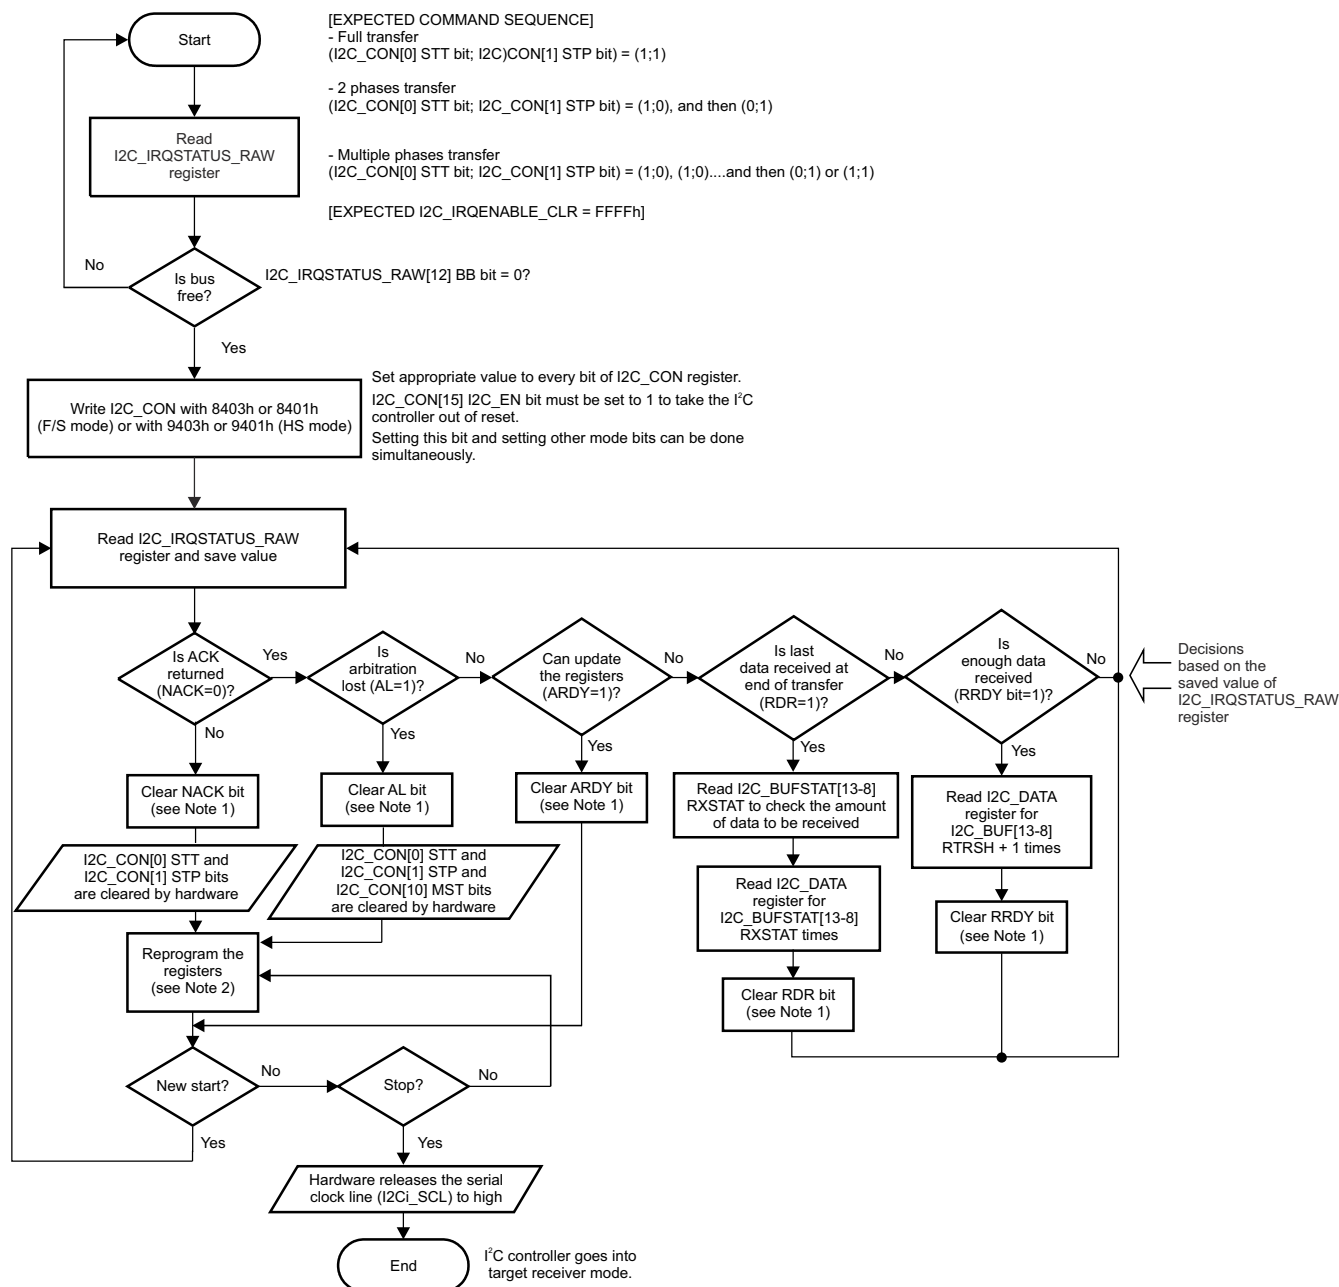 Start
[EXPECTED COMMAND SEQUENCE]
- Full transfer
(I2C_CON[0] STT bit; I2C)CON[1] STP bit) = (1;1)
- 2 phases transfer
(I2C_CON[0] STT bit; I2C_CON[1] STP bit) = (1;0), and then (0;1)
- Multiple phases transfer
(I2C_CON[0] STT bit; I2C_CON[1] STP bit) = (1;0), (1;0)....and then (0;1) or (1;1)
[EXPECTED I2C_IRQENABLE_CLR = FFFFh]
Read
I2C_IRQSTATUS_RAW
register
No
Is bus
free?
I2C_IRQSTATUS_RAW[12] BB bit = 0?
Yes
Write I2C_CON with 8403h or 8401h
(F/S mode) or with 9403h or 9401h (HS mode)
Set appropriate value to every bit of I2C_CON register.
I2C_CON[15] I2C_EN bit must be set to 1 to take the I²C
controller out of reset.
Setting this bit and setting other mode bits can be done
simultaneously.
Read I2C_IRQSTATUS_RAW
register and save value
Is ACK
returned
(NACK=0)?
Yes
No
Is
arbitration
lost (AL=1)?
No
Yes
Can update
the registers
(ARDY=1)?
No
Yes
Is last
data received at
end of transfer
(RDR=1)?
No
Yes
Is
enough data
received
(RRDY bit=1)?
No
Yes
Decisions
based on the
saved value of
I2C_IRQSTATUS_RAW
register
Clear NACK bit
(see Note 1)
Clear AL bit
(see Note 1)
Clear ARDY bit
(see Note 1)
Read I2C_BUFSTAT[13-8]
RXSTAT to check the amount
of data to be received
Read I2C_DATA
register for
I2C_BUF[13-8]
RTRSH + 1 times
I2C_CON[0] STT and
I2C_CON[1] STP bits
are cleared by hardware
I2C_CON[0] STT and
I2C_CON[1] STP and
I2C_CON[10] MST bits
are cleared by hardware
Read I2C_DATA
register for
I2C_BUFSTAT[13-8]
RXSTAT times
Clear RRDY bit
(see Note 1)
Reprogram the
registers
(see Note 2)
Clear RDR bit
(see Note 1)
New start?
No
Yes
Stop?
No
Yes
Hardware releases the serial
clock line (I2Ci_SCL) to high
End
I²C controller goes into
target receiver mode.